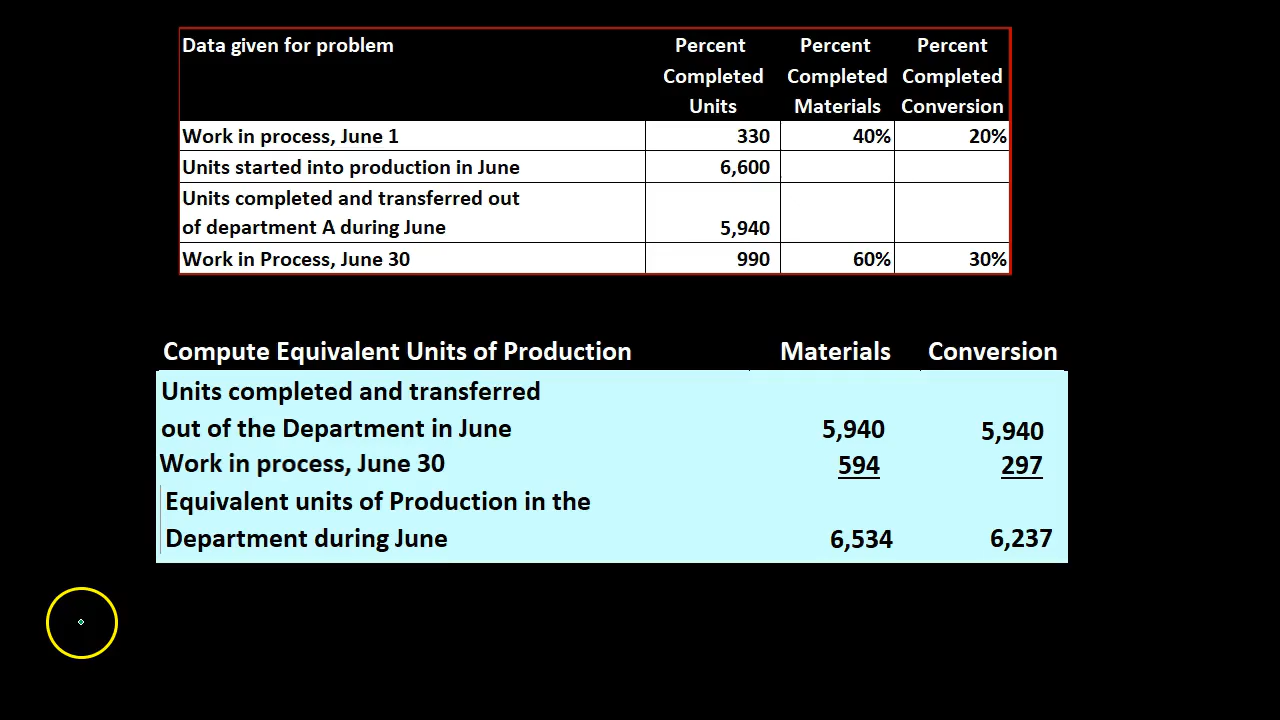 Data given for problem Percent Percent Percent
Completed Completed Completed
Units Materials Conversion
Work in process, June 1 330 40% 20%
Units started into production in June 6,600
Units completed and transferred out
of department A during June 5,940
Work in Process, June 30 990 60% 30%
Compute Equivalent Units of Production Materials Conversion
Units completed and transferred
out of the Department in June 5,940 5,940
Work in process, June 30 594 297
Equivalent units of Production in the
Department during June 6,534 6,237